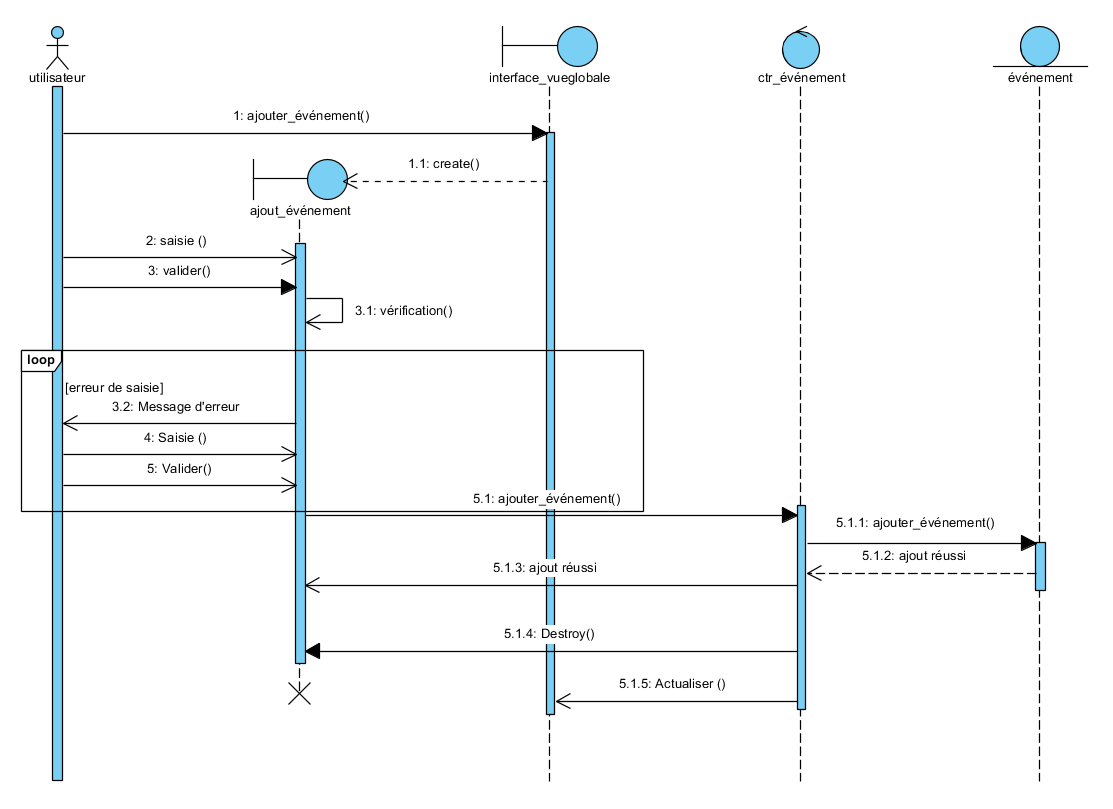 utilisateur
interface_vueglobale
ctr_événement
événement
1: ajouter_événement()
1.1: create()
ajout_événement
2: saisie ()
3: valider()
3.1: vérification()
loop
[erreur de saisie]
3.2: Message d'erreur
4: Saisie ()
5: Valider()
5.1: ajouter_événement()
5.1.1: ajouter_événement()
5.1.2: ajout réussi
5.1.3: ajout réussi
5.1.4: Destroy()
5.1.5: Actualiser ()